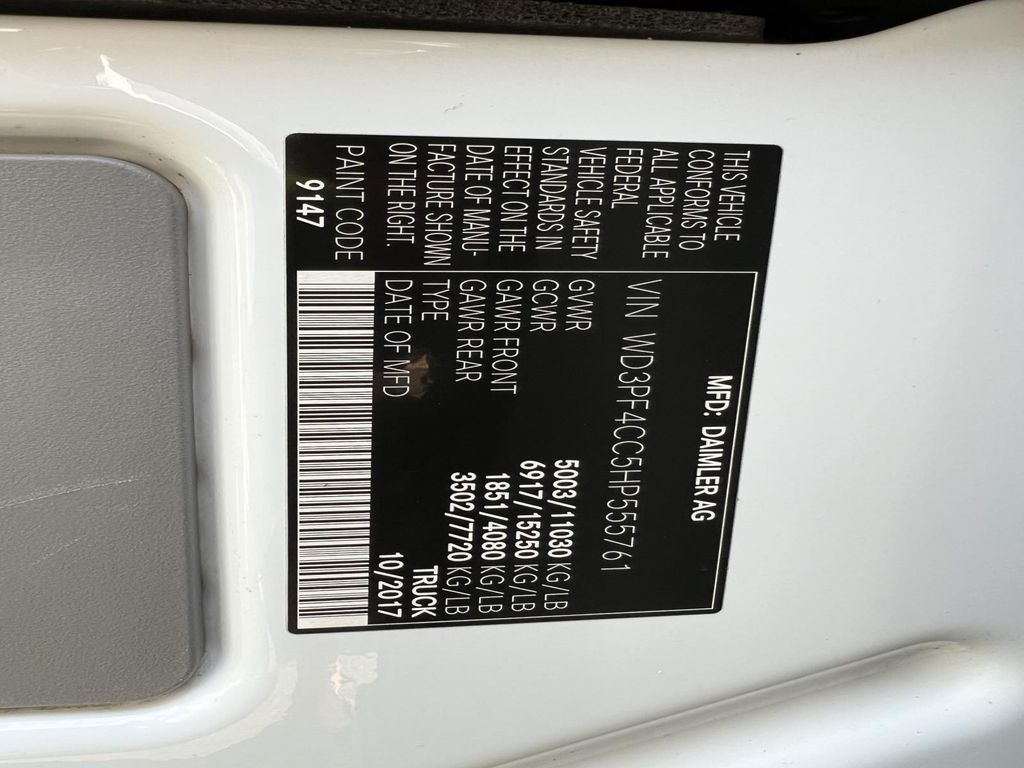 MFD: DAIMLER AG
THIS VEHICLE
CONFORMS TO
ALL APPLICABLE
FEDERAL
VEHICLE SAFETY
STANDARDS IN
EFFECT ON THE
DATE OF MANU-
FACTURE SHOWN
ON THE RIGHT.
PAINT CODE
9147
VIN WD3PF4CC5HP555761
GVWR 5003/11030 KG/LB
GCWR 6917/15250 KG/LB
GAWR FRONT 1851/4080 KG/LB
GAWR REAR 3502/7720 KG/LB
TYPE TRUCK
DATE OF MFD 10/2017